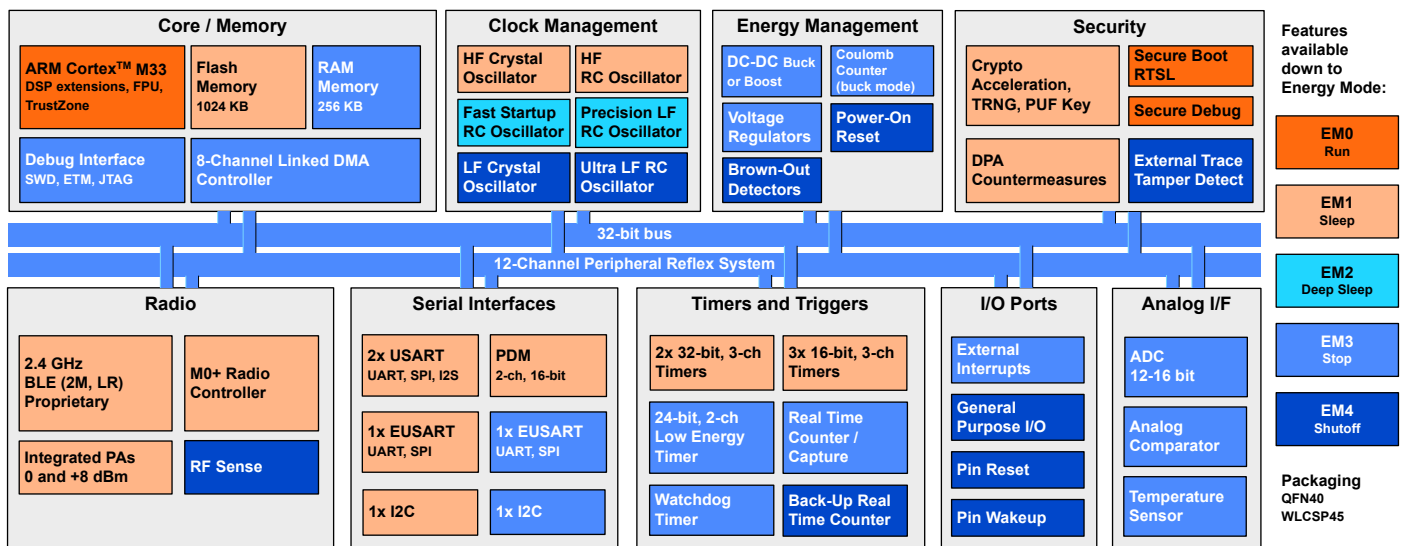 Core / Memory
ARM Cortex™ M33
DSP extensions, FPU,
TrustZone
Flash
Memory
1024 KB
RAM
Memory
256 KB
Debug Interface
SWD, ETM, JTAG
8-Channel Linked DMA
Controller
Clock Management
HF Crystal
Oscillator
HF
RC Oscillator
Fast Startup
RC Oscillator
Precision LF
RC Oscillator
LF Crystal
Oscillator
Ultra LF RC
Oscillator
Energy Management
DC-DC Buck
or Boost
Coulomb
Counter
(buck mode)
Voltage
Regulators
Power-On
Reset
Brown-Out
Detectors
Security
Crypto
Acceleration,
TRNG, PUF Key
Secure Boot
RTSL
Secure Debug
DPA
Countermeasures
External Trace
Tamper Detect
Features
available
down to
Energy Mode:
EM0
Run
EM1
Sleep
EM2
Deep Sleep
EM3
Stop
EM4
Shutoff
Packaging
QFN40
WLCSP45
32-bit bus
12-Channel Peripheral Reflex System
Radio
2.4 GHz
BLE (2M, LR)
Proprietary
M0+ Radio
Controller
Integrated PAs
0 and +8 dBm
RF Sense
Serial Interfaces
2x USART
UART, SPI, I2S
PDM
2-ch, 16-bit
1x EUSART
UART, SPI
1x EUSART
UART, SPI
1x I2C
1x I2C
Timers and Triggers
2x 32-bit, 3-ch
Timers
3x 16-bit, 3-ch
Timers
24-bit, 2-ch
Low Energy
Timer
Real Time
Counter /
Capture
Watchdog
Timer
Back-Up Real
Time Counter
I/O Ports
External
Interrupts
General
Purpose I/O
Pin Reset
Pin Wakeup
Analog I/F
ADC
12-16 bit
Analog
Comparator
Temperature
Sensor